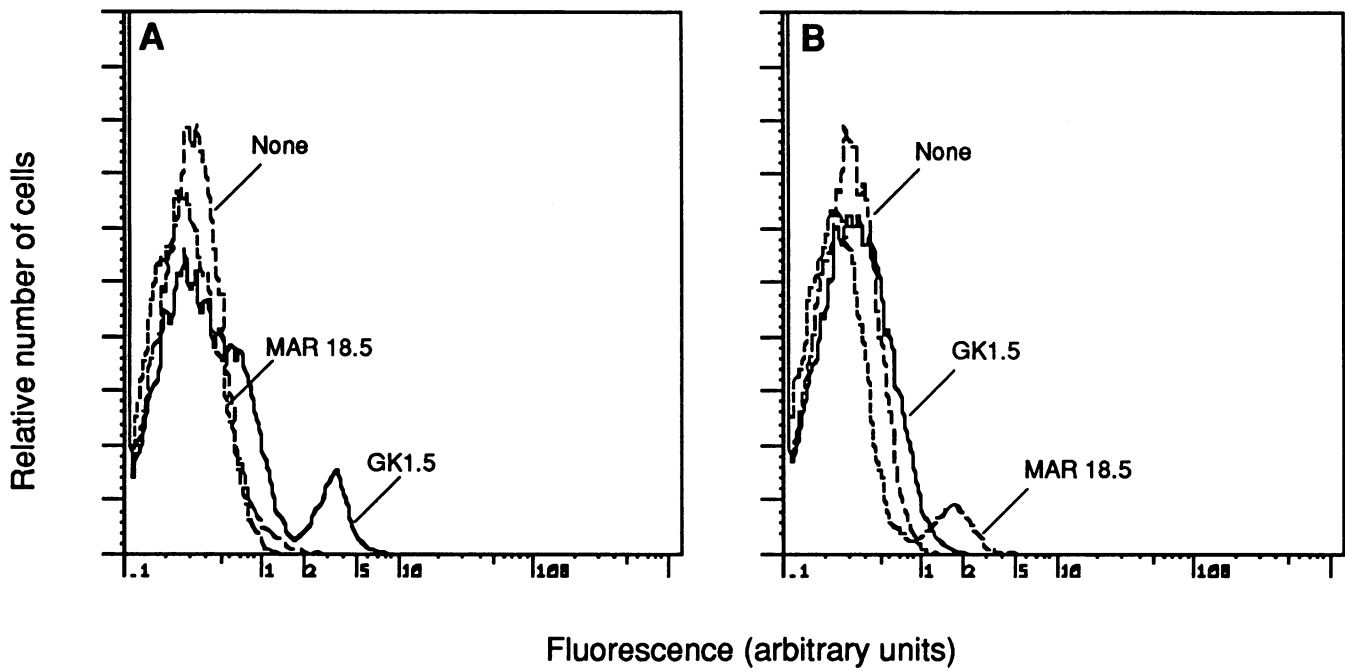 A
B
None
None
MAR 18.5
GK1.5
GK1.5
MAR 18.5
Relative number of cells
.1 1 2 5 10 100
.1 1 2 5 10 100
Fluorescence (arbitrary units)